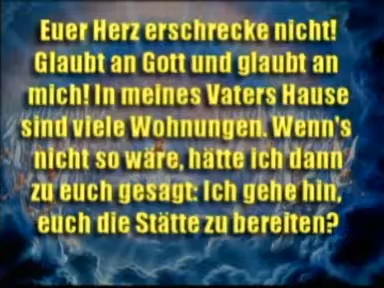 Euer Herz erschrecke nicht!
Glaubt an Gott und glaubt an
mich! In meines Vaters Hause
sind viele Wohnungen. Wenn's
nicht so wäre, hätte ich dann
zu euch gesagt: Ich gehe hin,
euch die Stätte zu bereiten?